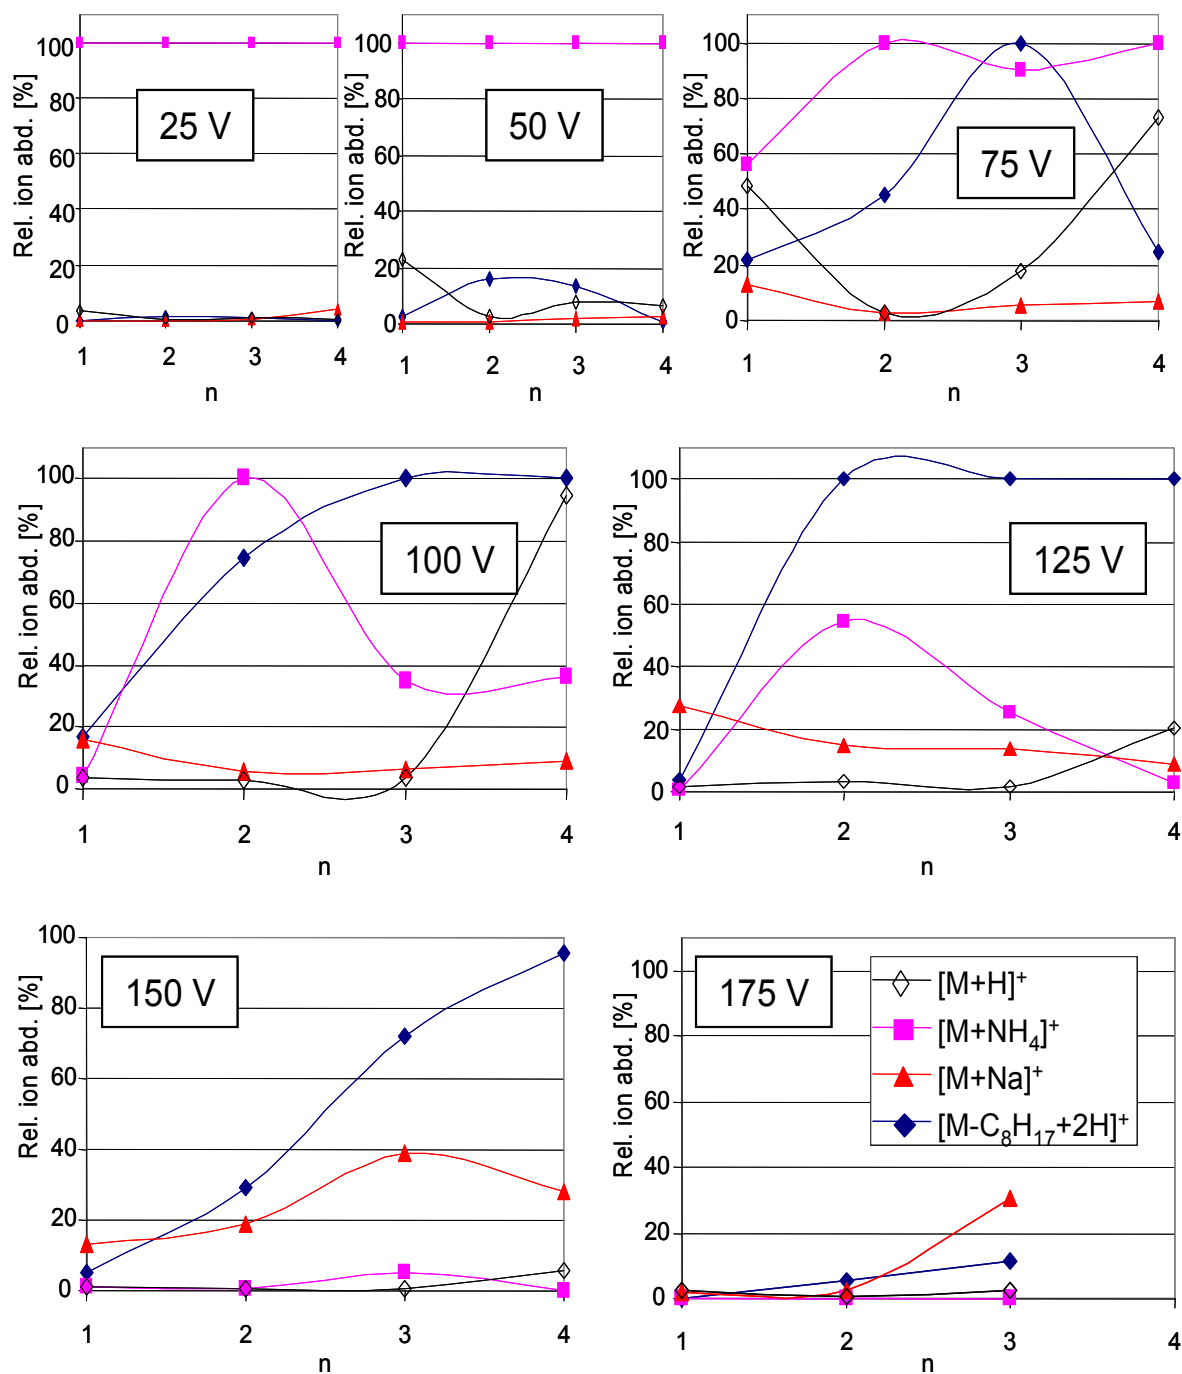 Rel. ion abd. [%]
100
80
60
40
20
0
25 V
1 2 3 4
n
Rel. ion abd. [%]
100
80
60
40
20
0
50 V
1 2 3 4
n
Rel. ion abd. [%]
100
80
60
40
20
0
75 V
1 2 3 4
n
Rel. ion abd. [%]
100
80
60
40
20
0
100 V
1 2 3 4
n
Rel. ion abd. [%]
100
80
60
40
20
0
125 V
1 2 3 4
n
Rel. ion abd. [%]
100
80
60
40
20
0
150 V
1 2 3 4
n
Rel. ion abd. [%]
100
80
60
40
20
0
175 V
[M+H]⁺
[M+NH₄]⁺
[M+Na]⁺
[M-C₈H₁₇+2H]⁺
1 2 3 4
n